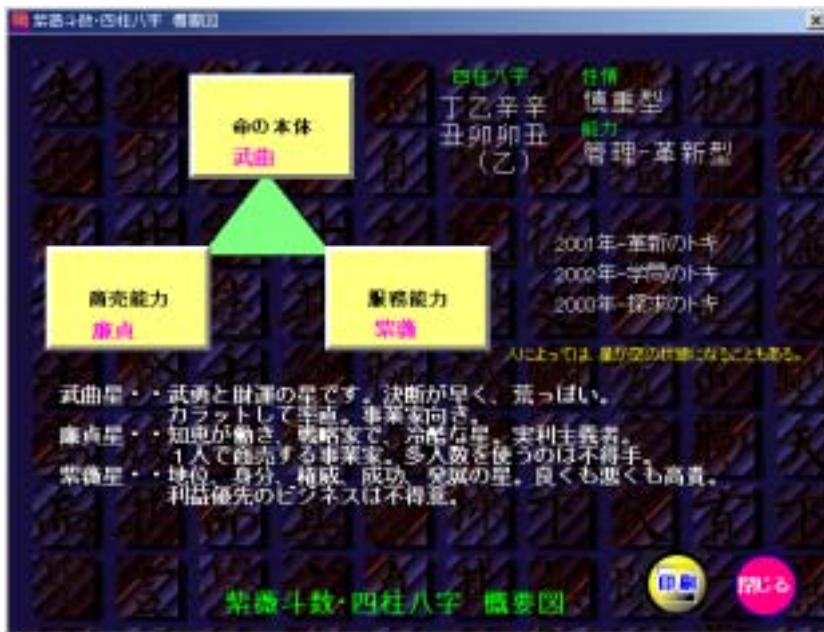 紫微斗数・四柱八字 概要図
四柱八字
丁乙辛辛
丑卯卯丑
(乙)
性情
慎重型
能力
管理-革新型
命の本体
武曲
商売能力
廉貞
服務能力
紫微
2001年-革新のトキ
2002年-学問のトキ
2003年-探求のトキ
人によっては、星が空の状態になることもある。
武曲星・・武勇と財運の星です。決断が早く、荒っぽい。
カラットして率直。事業家向き。
廉貞星・・知恵が働き、戦略家で、冷酷な星。実利主義者。
1人で商売する事業家。多人数を使うのは不得手。
紫微星・・地位、身分、権威、成功、発展の星。良くも悪くも高貴。
利益優先のビジネスは不得意。
印刷
閉じる
紫微斗数・四柱八字 概要図